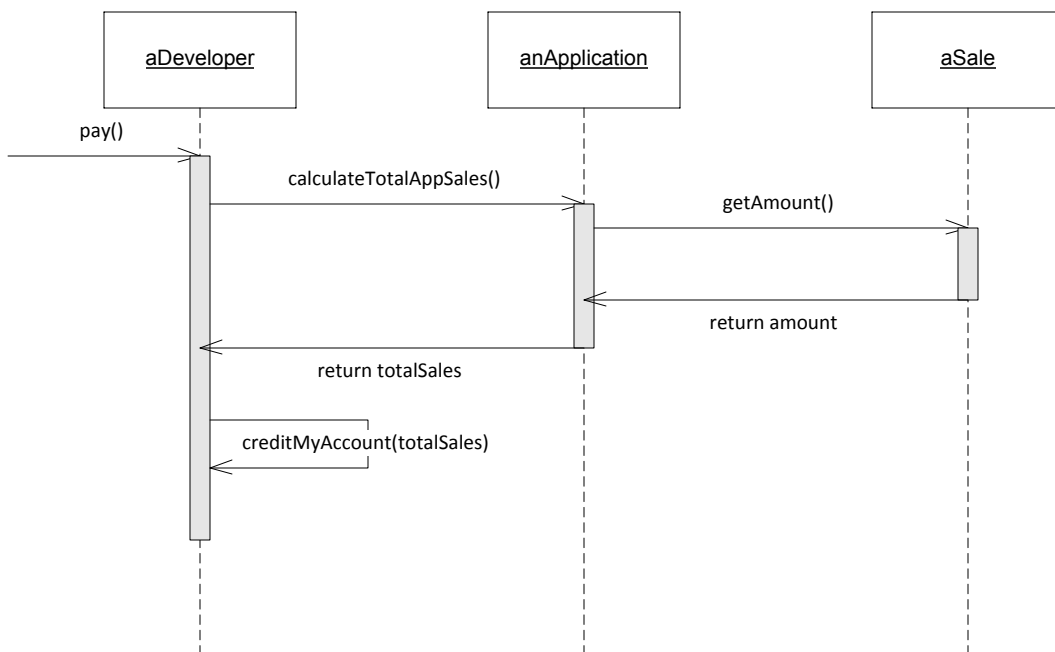 aDeveloper
anApplication
aSale
pay()
calculateTotalAppSales()
getAmount()
return amount
return totalSales
creditMyAccount(totalSales)